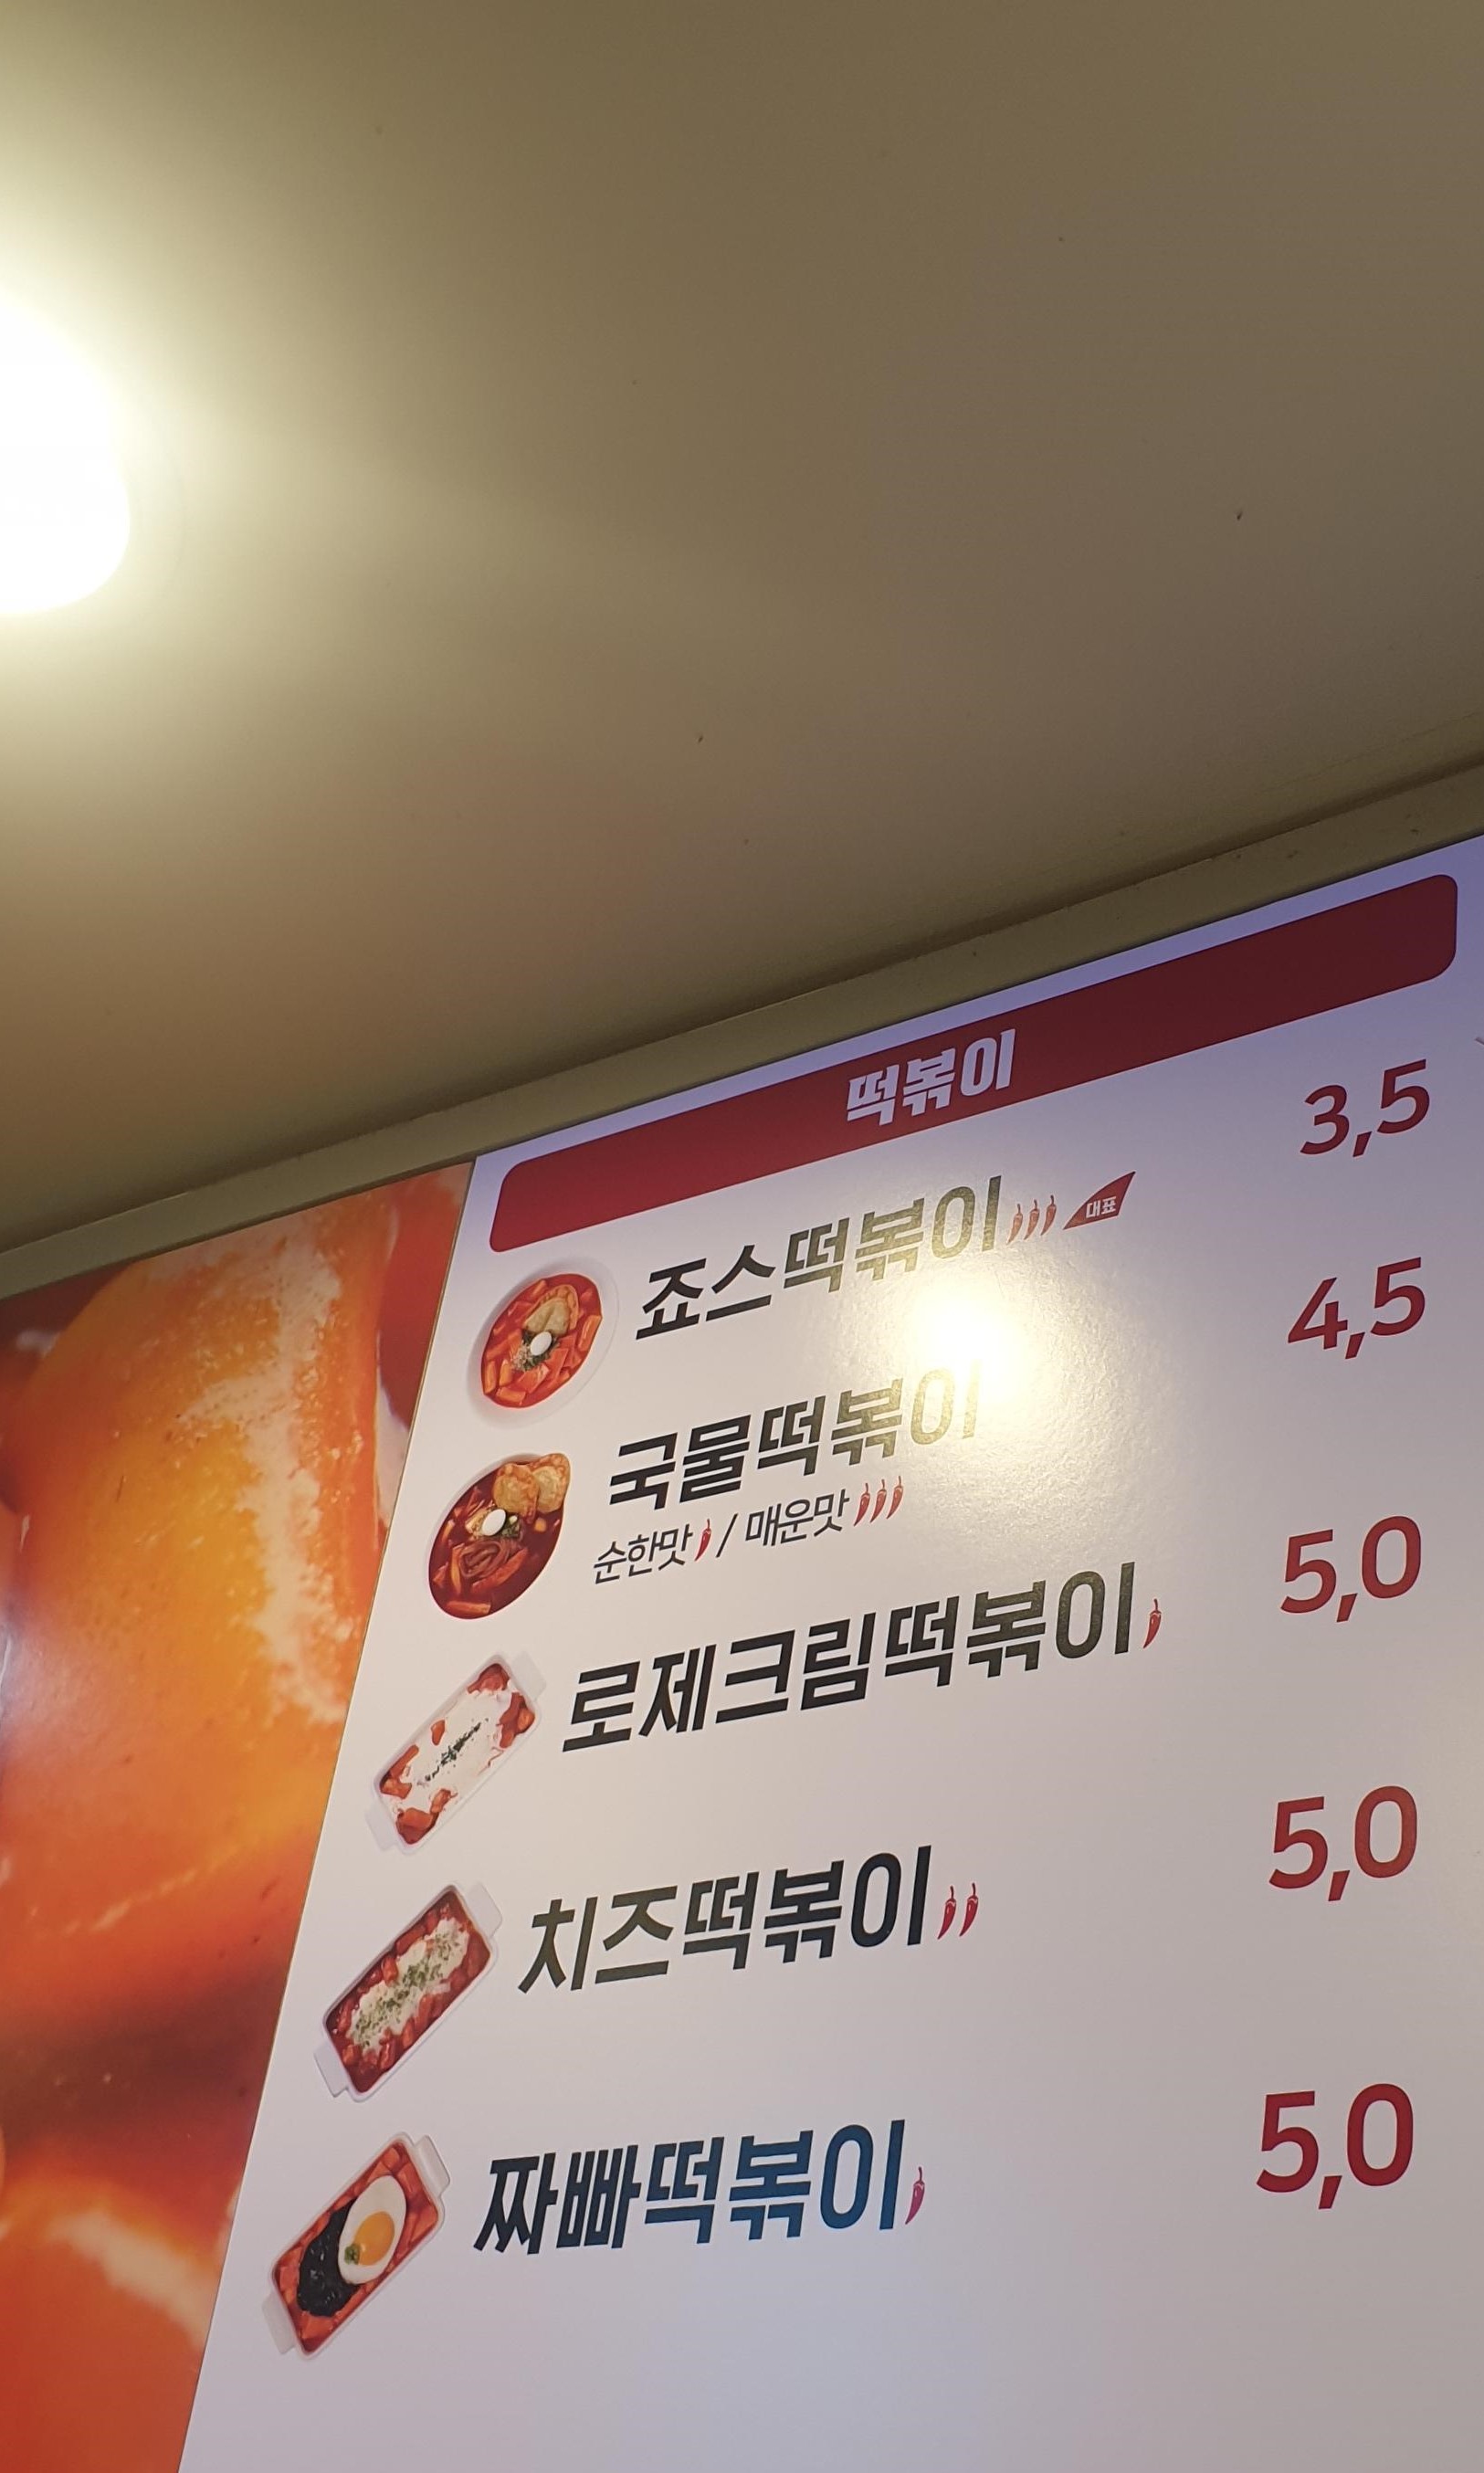 떡볶이
죠스떡볶이 대표 3,5
국물떡볶이 4,5
순한맛 / 매운맛
로제크림떡볶이 5,0
치즈떡볶이 5,0
짜빠떡볶이 5,0